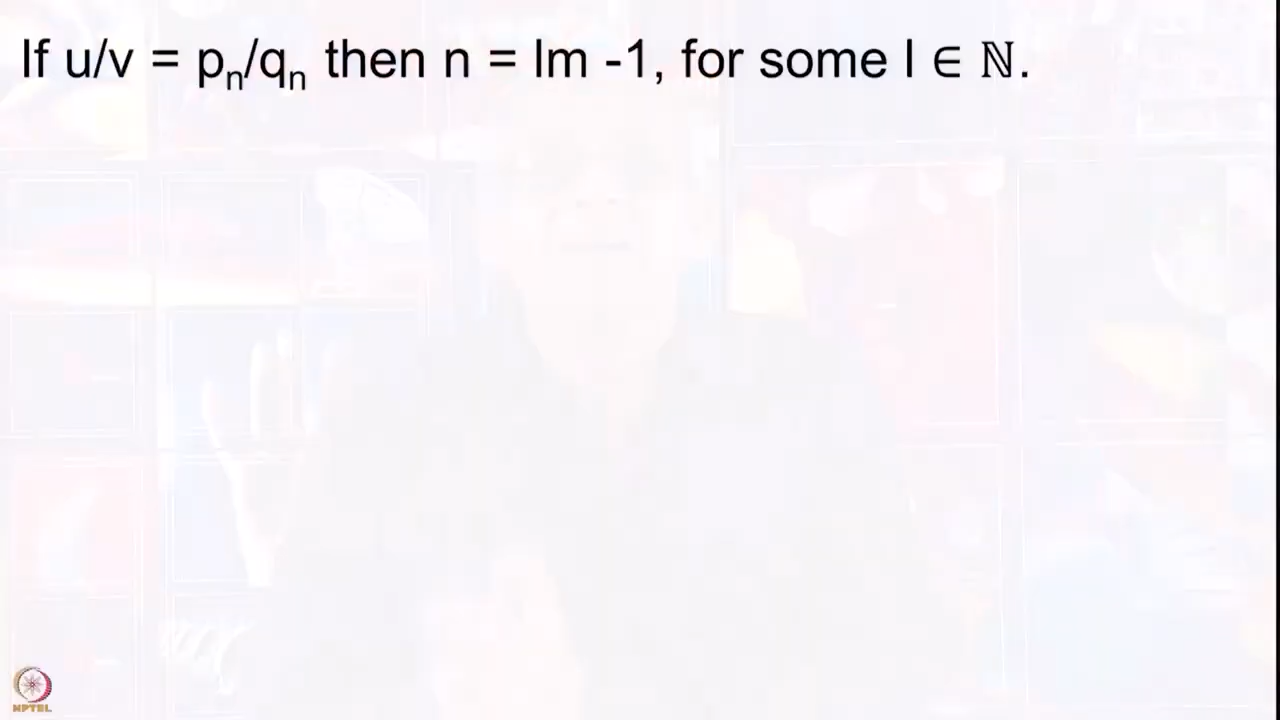 If u/v = pₙ/qₙ then n = lm -1, for some l ∈ ℕ.
NPTEL